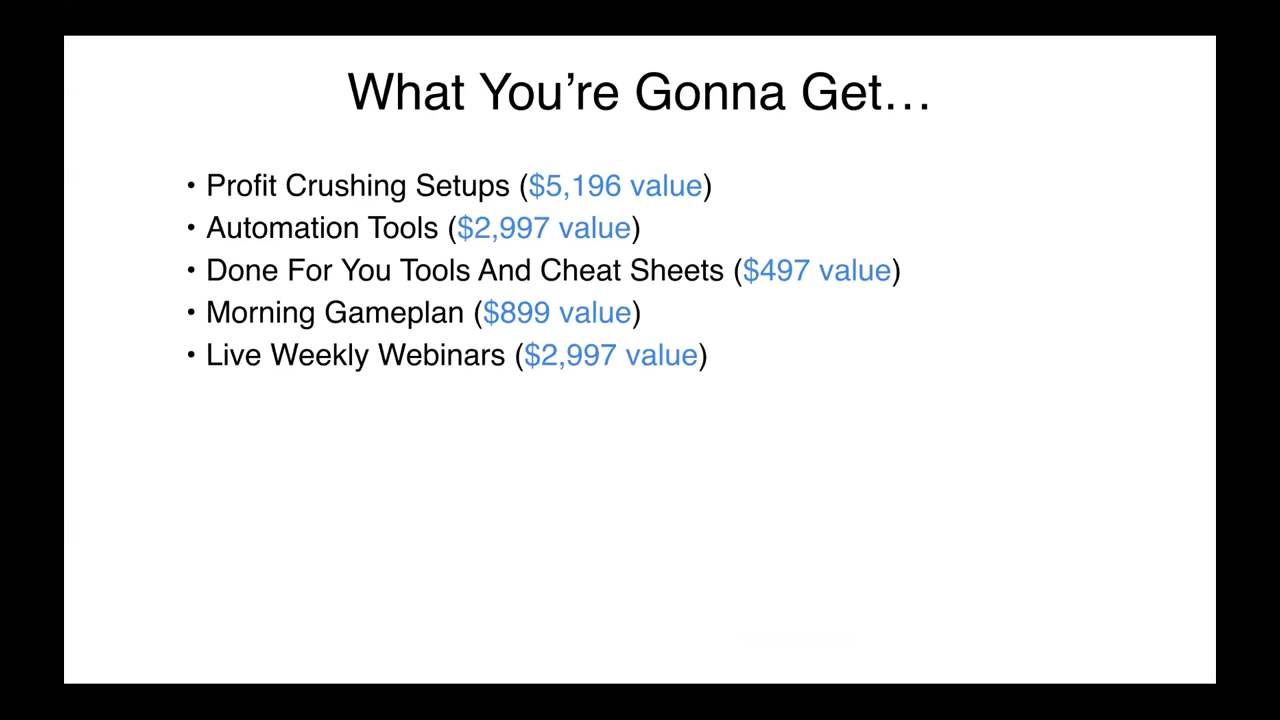 What You’re Gonna Get…
• Profit Crushing Setups ($5,196 value)
• Automation Tools ($2,997 value)
• Done For You Tools And Cheat Sheets ($497 value)
• Morning Gameplan ($899 value)
• Live Weekly Webinars ($2,997 value)